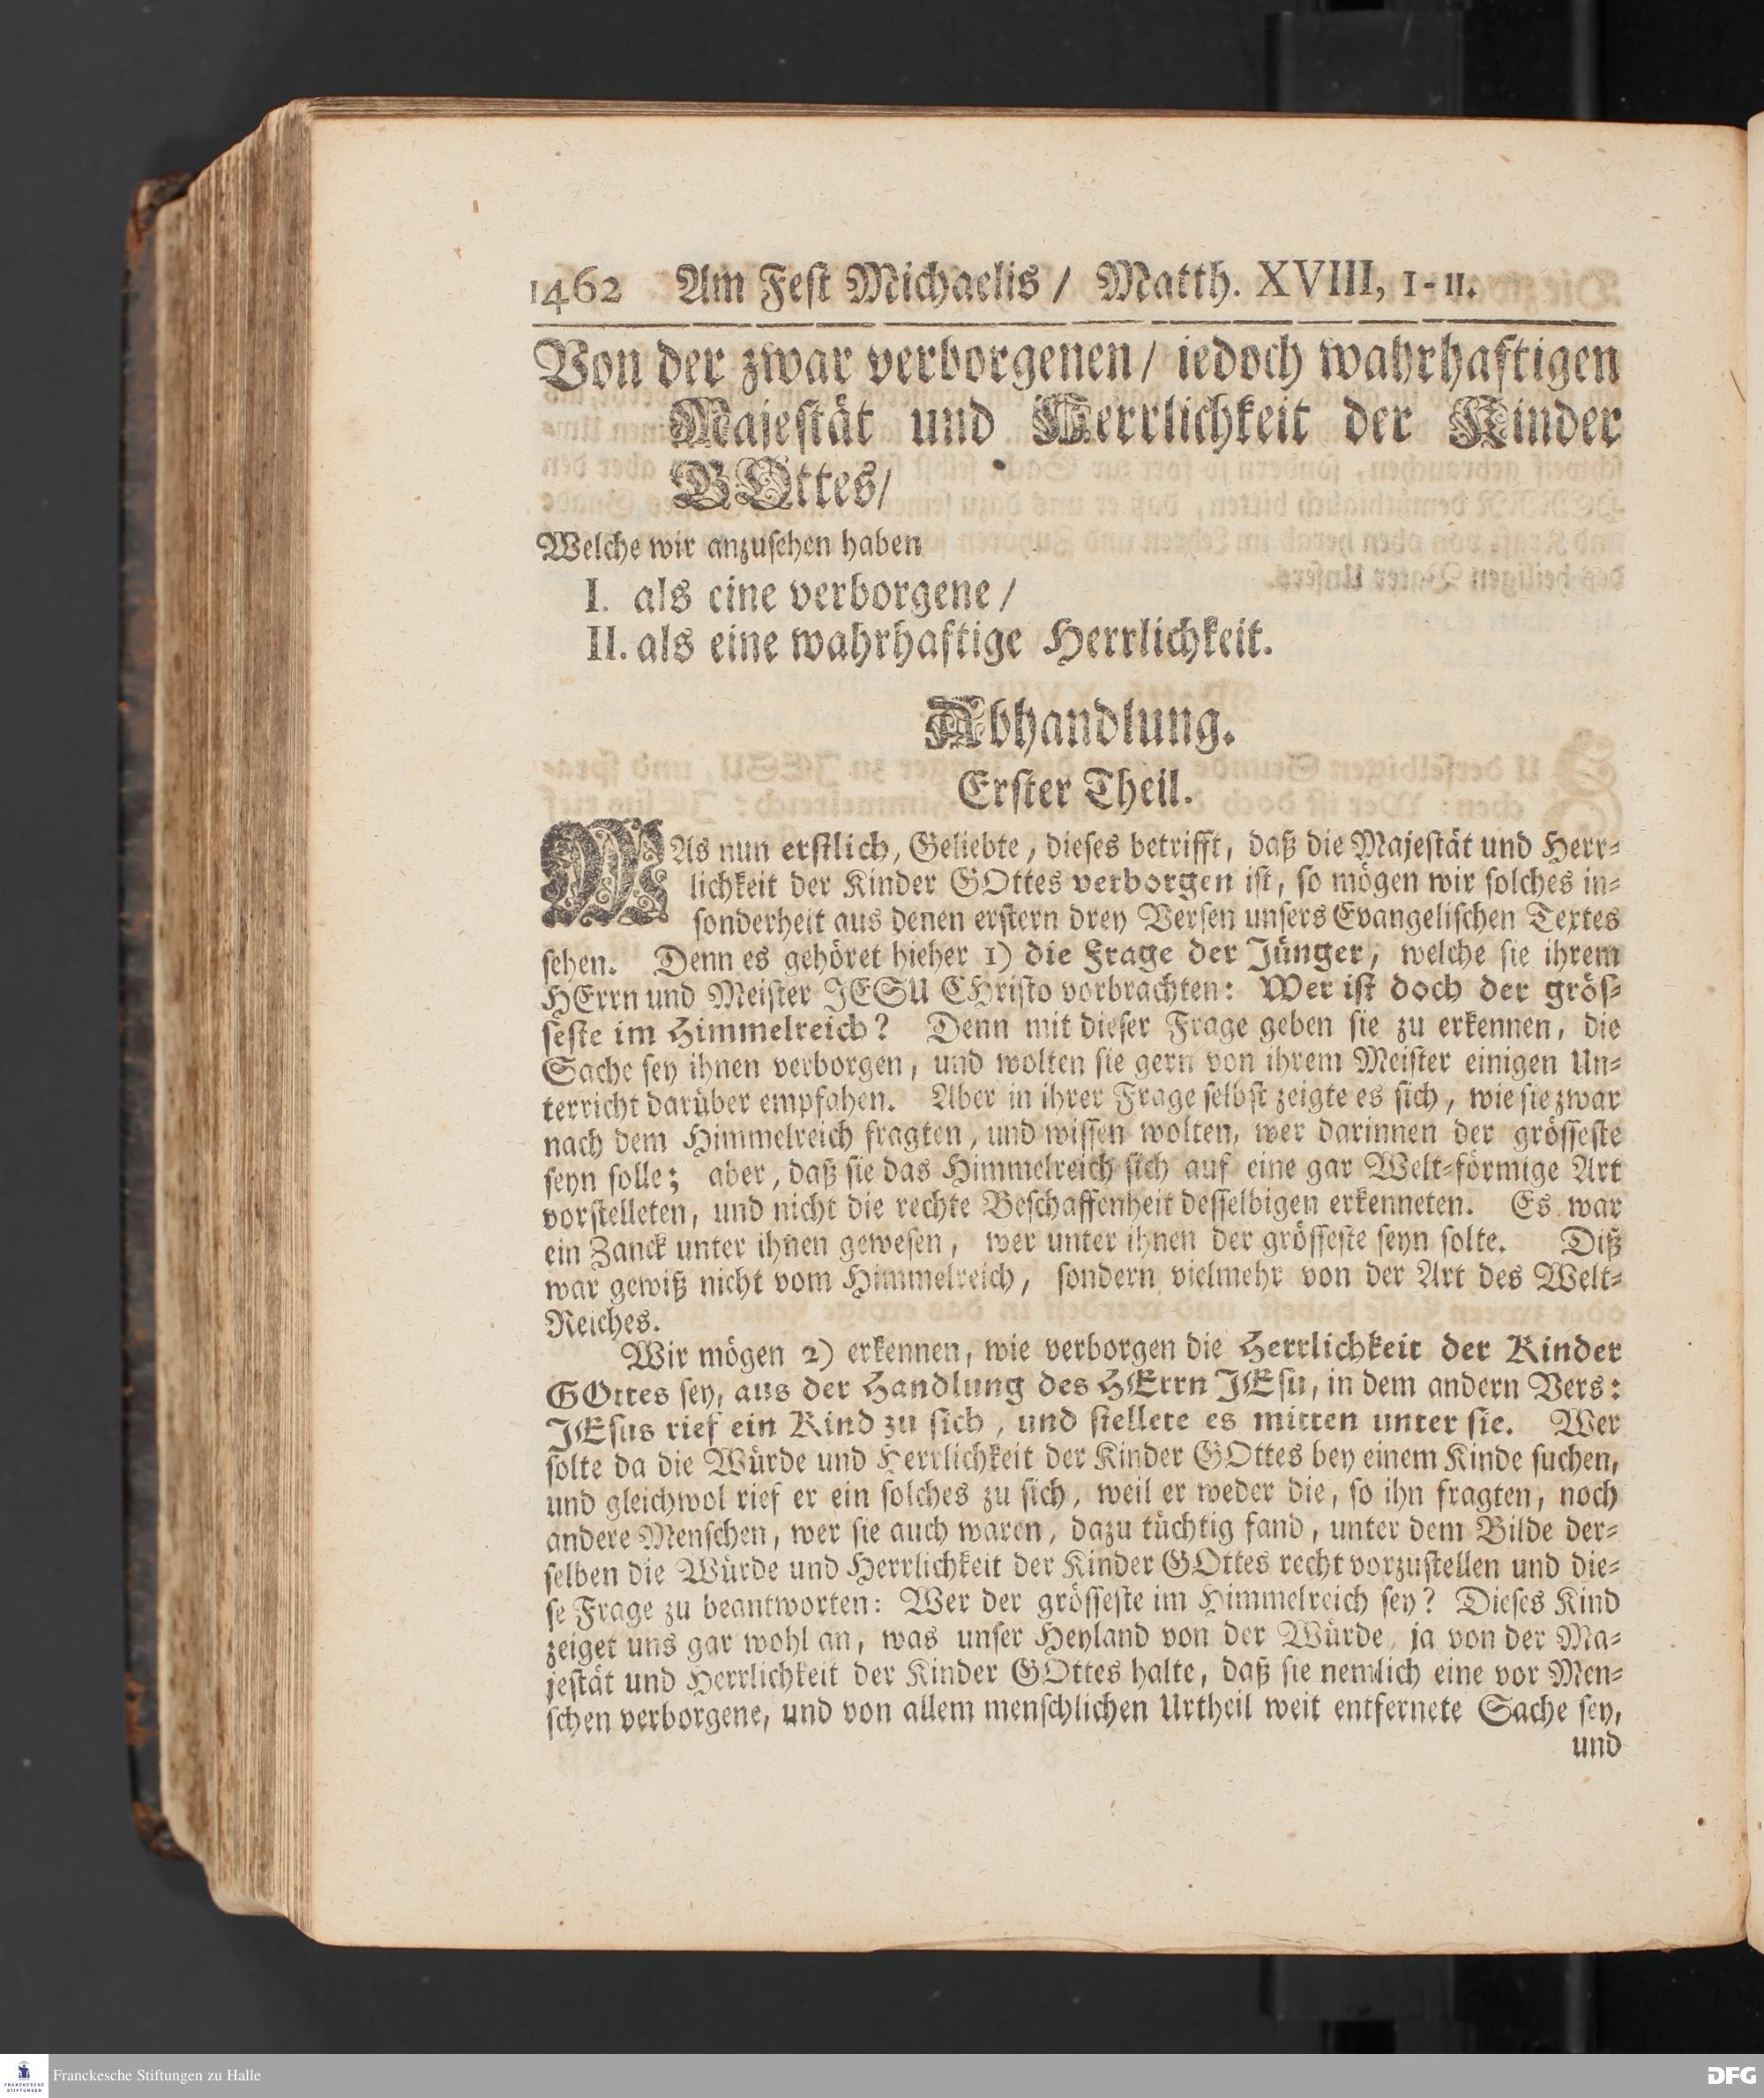 1462 Am Fest Michaelis / Matth. XVIII, 1-11.
Von der zwar verborgenen / iedoch wahrhaftigen
Majestät und Herrlichkeit der Kinder
GOttes /
Welche wir anzusehen haben
I. als eine verborgene /
II. als eine wahrhaftige Herrlichkeit.
Abhandlung.
Erster Theil.
WAs nun erstlich, Geliebte, dieses betrifft, daß die Majestät und Herr-
lichkeit der Kinder GOttes verborgen ist, so mögen wir solches in-
sonderheit aus denen erstern drey Versen unsers Evangelischen Textes
sehen. Denn es gehöret hieher 1) die Frage der Jünger, welche sie ihrem
HErrn und Meister JESU CHristo vorbrachten: Wer ist doch der grös-
seste im Himmelreich? Denn mit dieser Frage geben sie zu erkennen, die
Sache sey ihnen verborgen, und wolten sie gern von ihrem Meister einigen Un-
terricht darüber empfahen. Aber in ihrer Frage selbst zeigte es sich, wie sie zwar
nach dem Himmelreich fragten, und wissen wolten, wer darinnen der grösseste
seyn solle; aber, daß sie das Himmelreich sich auf eine gar Welt-förmige Art
vorstelleten, und nicht die rechte Beschaffenheit desselbigen erkenneten. Es war
ein Zanck unter ihnen gewesen, wer unter ihnen der grösseste seyn solte. Diß
war gewiß nicht vom Himmelreich, sondern vielmehr von der Art des Welt-
Reiches.
Wir mögen 2) erkennen, wie verborgen die Herrlichkeit der Kinder
GOttes sey, aus der Handlung des HErrn JEsu, in dem andern Vers:
JEsus rief ein Kind zu sich, und stellete es mitten unter sie. Wer
solte da die Würde und Herrlichkeit der Kinder GOttes bey einem Kinde suchen,
und gleichwol rief er ein solches zu sich, weil er weder die, so ihn fragten, noch
andere Menschen, wer sie auch waren, dazu tüchtig fand, unter dem Bilde der-
selben die Würde und Herrlichkeit der Kinder GOttes recht vorzustellen und die-
se Frage zu beantworten: Wer der grösseste im Himmelreich sey? Dieses Kind
zeiget uns gar wohl an, was unser Heyland von der Würde, ja von der Ma-
jestät und Herrlichkeit der Kinder GOttes halte, daß sie nemlich eine vor Men-
schen verborgene, und von allem menschlichen Urtheil weit entfernete Sache sey,
und
FRANCKESCHE
STIFTUNGEN
Franckesche Stiftungen zu Halle
DFG